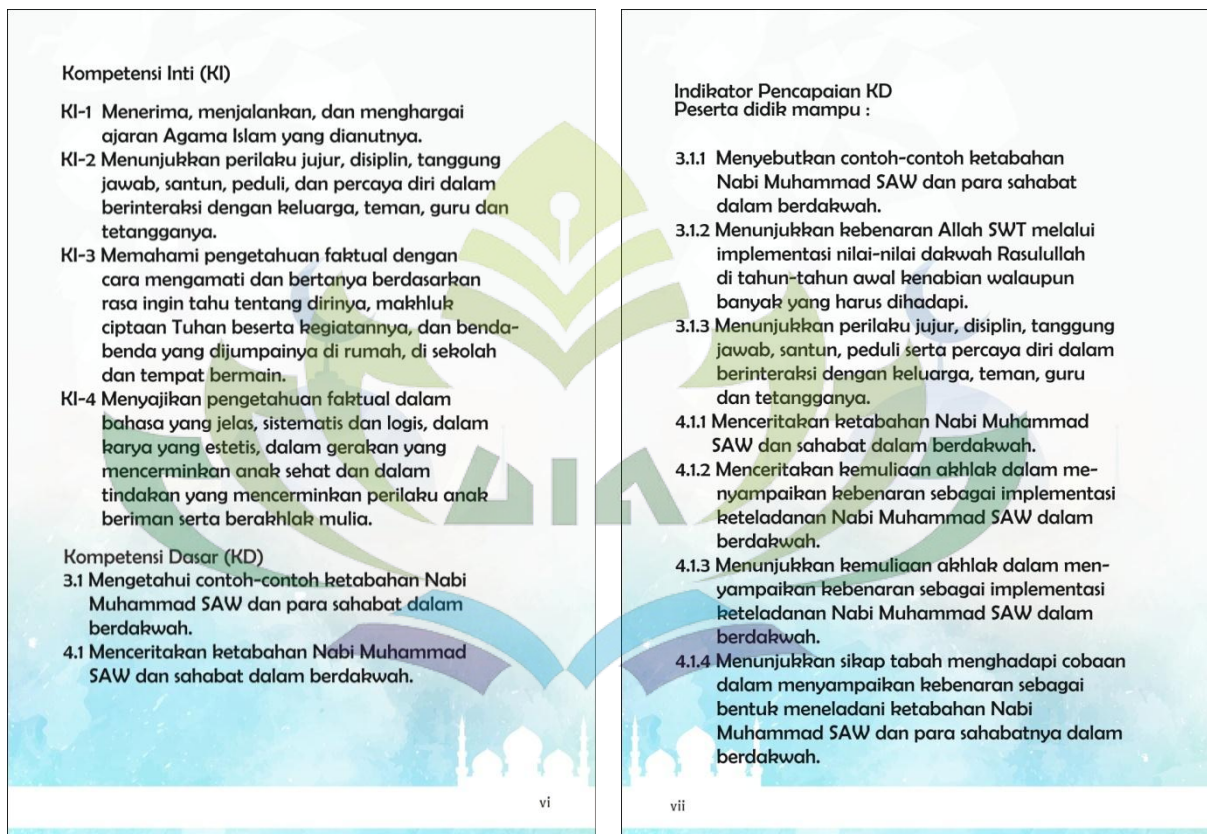 Kompetensi Inti (KI)
KI-1 Menerima, menjalankan, dan menghargai
ajaran Agama Islam yang dianutnya.
KI-2 Menunjukkan perilaku jujur, disiplin, tanggung
jawab, santun, peduli, dan percaya diri dalam
berinteraksi dengan keluarga, teman, guru dan
tetangganya.
KI-3 Memahami pengetahuan faktual dengan
cara mengamati dan bertanya berdasarkan
rasa ingin tahu tentang dirinya, makhluk
ciptaan Tuhan beserta kegiatannya, dan benda-
benda yang dijumpainya di rumah, di sekolah
dan tempat bermain.
KI-4 Menyajikan pengetahuan faktual dalam
bahasa yang jelas, sistematis dan logis, dalam
karya yang estetis, dalam gerakan yang
mencerminkan anak sehat dan dalam
tindakan yang mencerminkan perilaku anak
beriman serta berakhlak mulia.
Kompetensi Dasar (KD)
3.1 Mengetahui contoh-contoh ketabahan Nabi
Muhammad SAW dan para sahabat dalam
berdakwah.
4.1 Menceritakan ketabahan Nabi Muhammad
SAW dan sahabat dalam berdakwah.
vi
Indikator Pencapaian KD
Peserta didik mampu :
3.1.1 Menyebutkan contoh-contoh ketabahan
Nabi Muhammad SAW dan para sahabat
dalam berdakwah.
3.1.2 Menunjukkan kebenaran Allah SWT melalui
implementasi nilai-nilai dakwah Rasulullah
di tahun-tahun awal kenabian walaupun
banyak yang harus dihadapi.
3.1.3 Menunjukkan perilaku jujur, disiplin, tanggung
jawab, santun, peduli serta percaya diri dalam
berinteraksi dengan keluarga, teman, guru
dan tetangganya.
4.1.1 Menceritakan ketabahan Nabi Muhammad
SAW dan sahabat dalam berdakwah.
4.1.2 Menceritakan kemuliaan akhlak dalam me-
nyampaikan kebenaran sebagai implementasi
keteladanan Nabi Muhammad SAW dalam
berdakwah.
4.1.3 Menunjukkan kemuliaan akhlak dalam men-
yampaikan kebenaran sebagai implementasi
keteladanan Nabi Muhammad SAW dalam
berdakwah.
4.1.4 Menunjukkan sikap tabah menghadapi cobaan
dalam menyampaikan kebenaran sebagai
bentuk meneladani ketabahan Nabi
Muhammad SAW dan para sahabatnya dalam
berdakwah.
vii